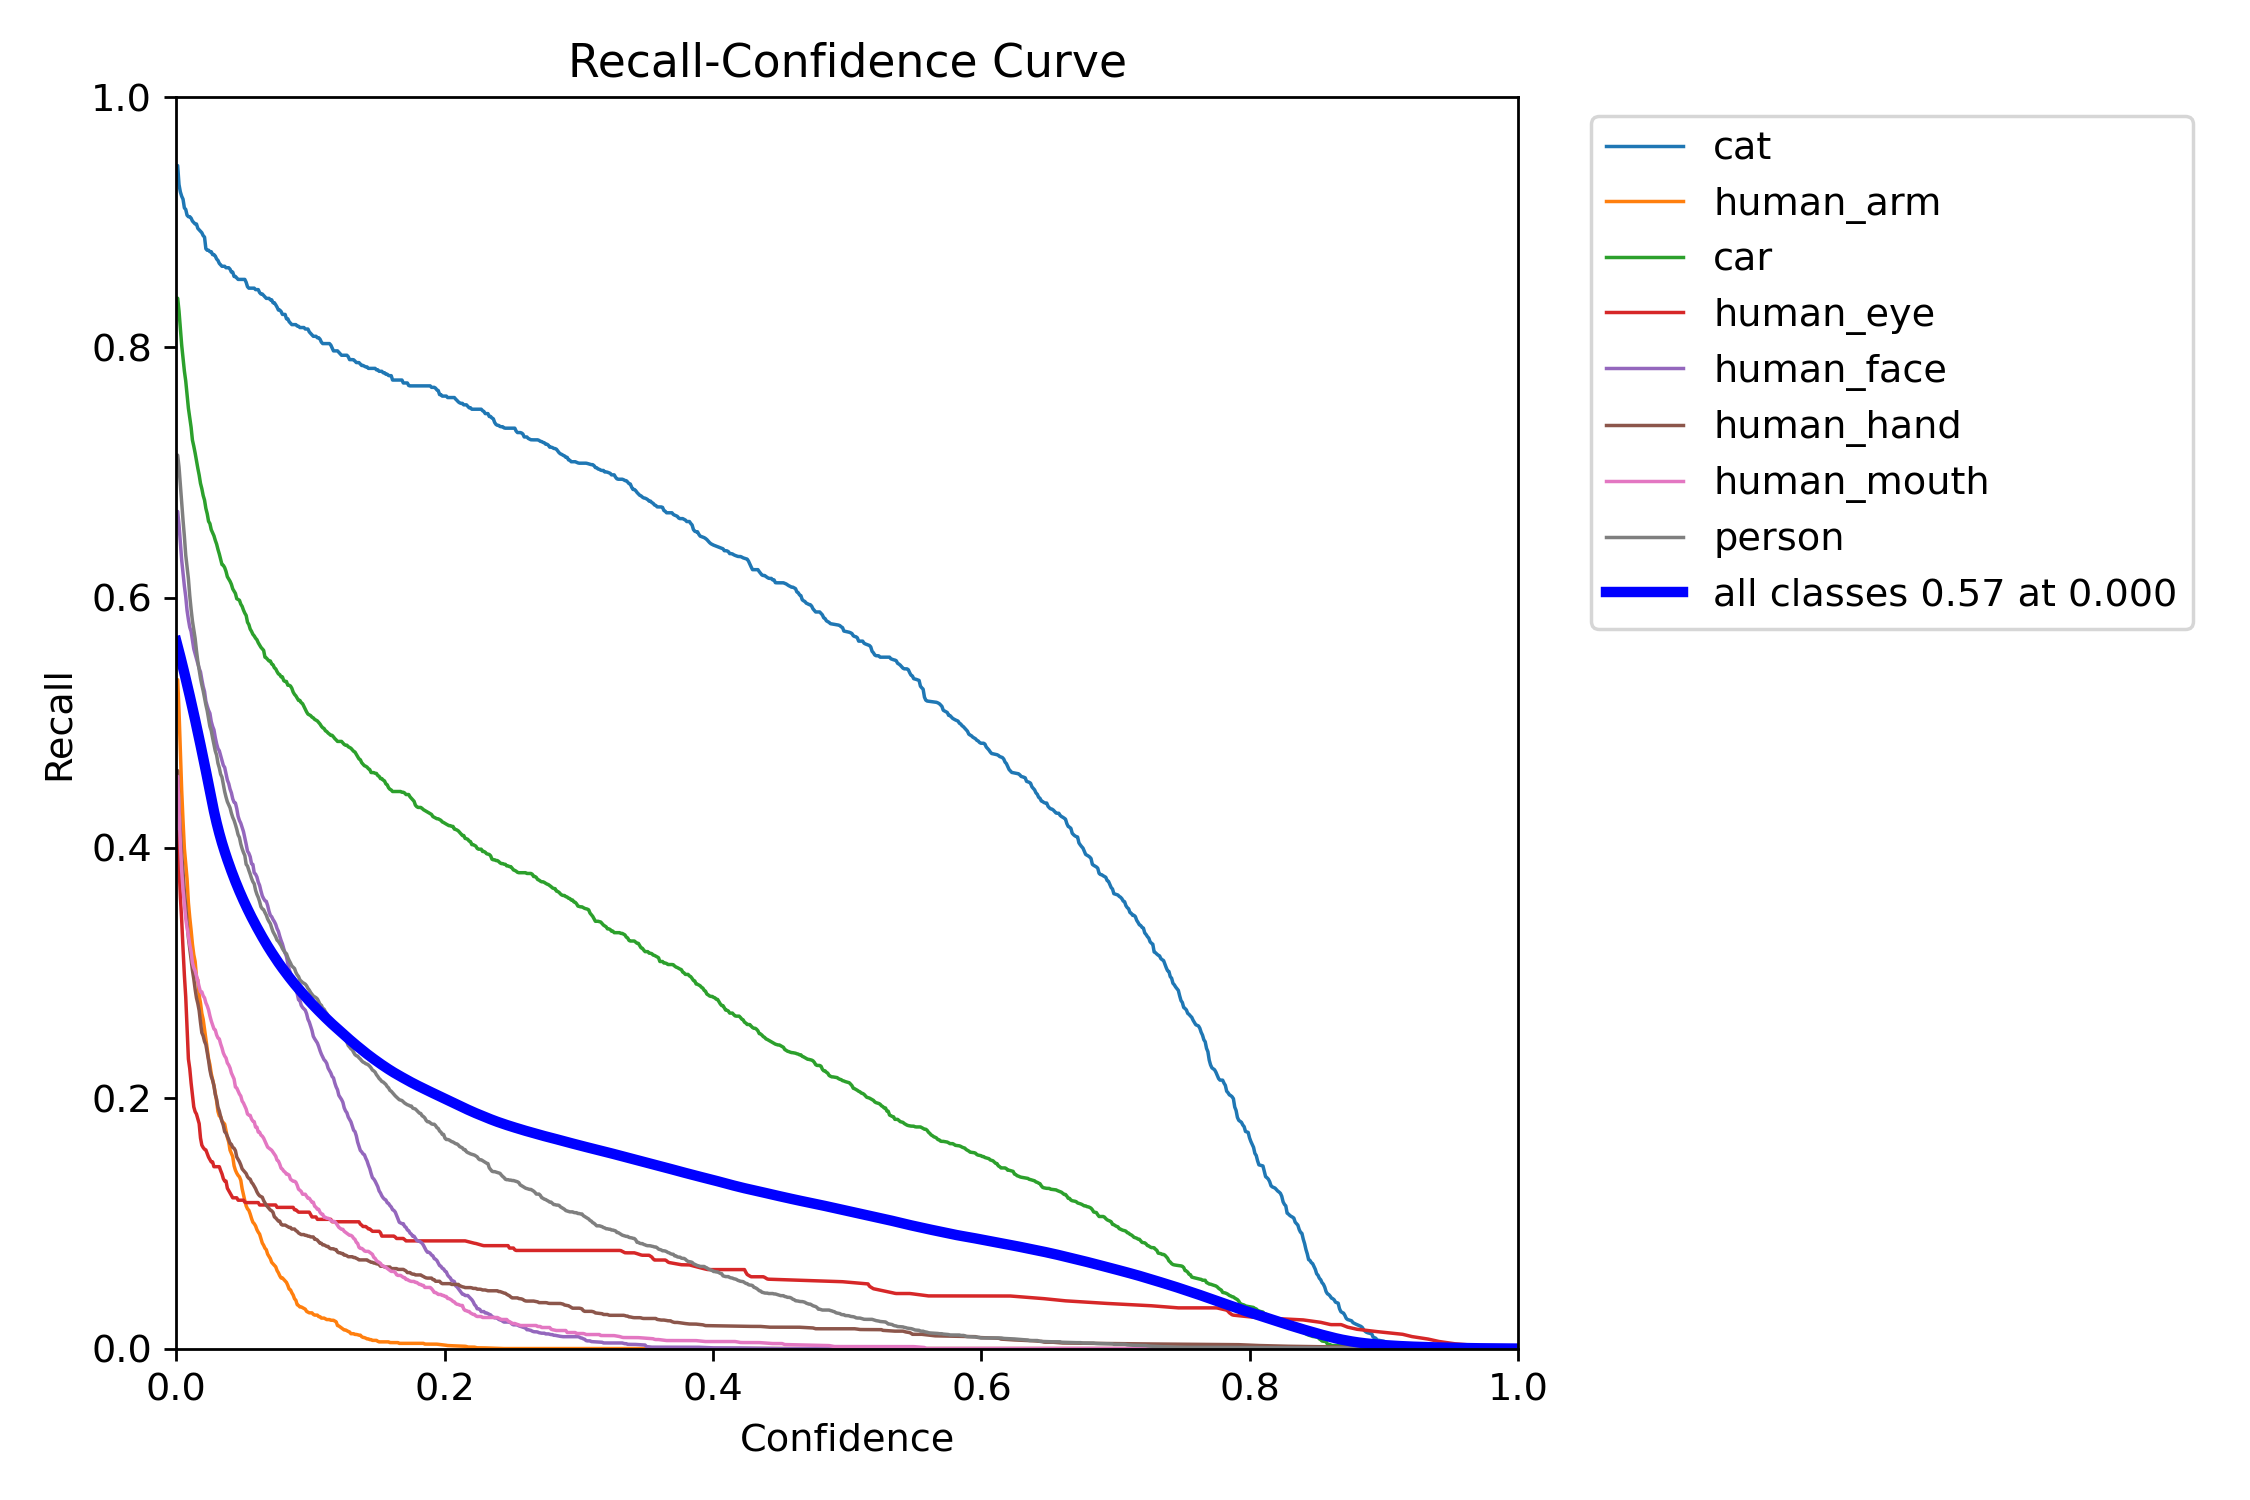 Recall-Confidence Curve
1.0
0.8
0.6
0.4
0.2
0.0
Recall
0.0 0.2 0.4 0.6 0.8 1.0
Confidence
cat
human_arm
car
human_eye
human_face
human_hand
human_mouth
person
all classes 0.57 at 0.000